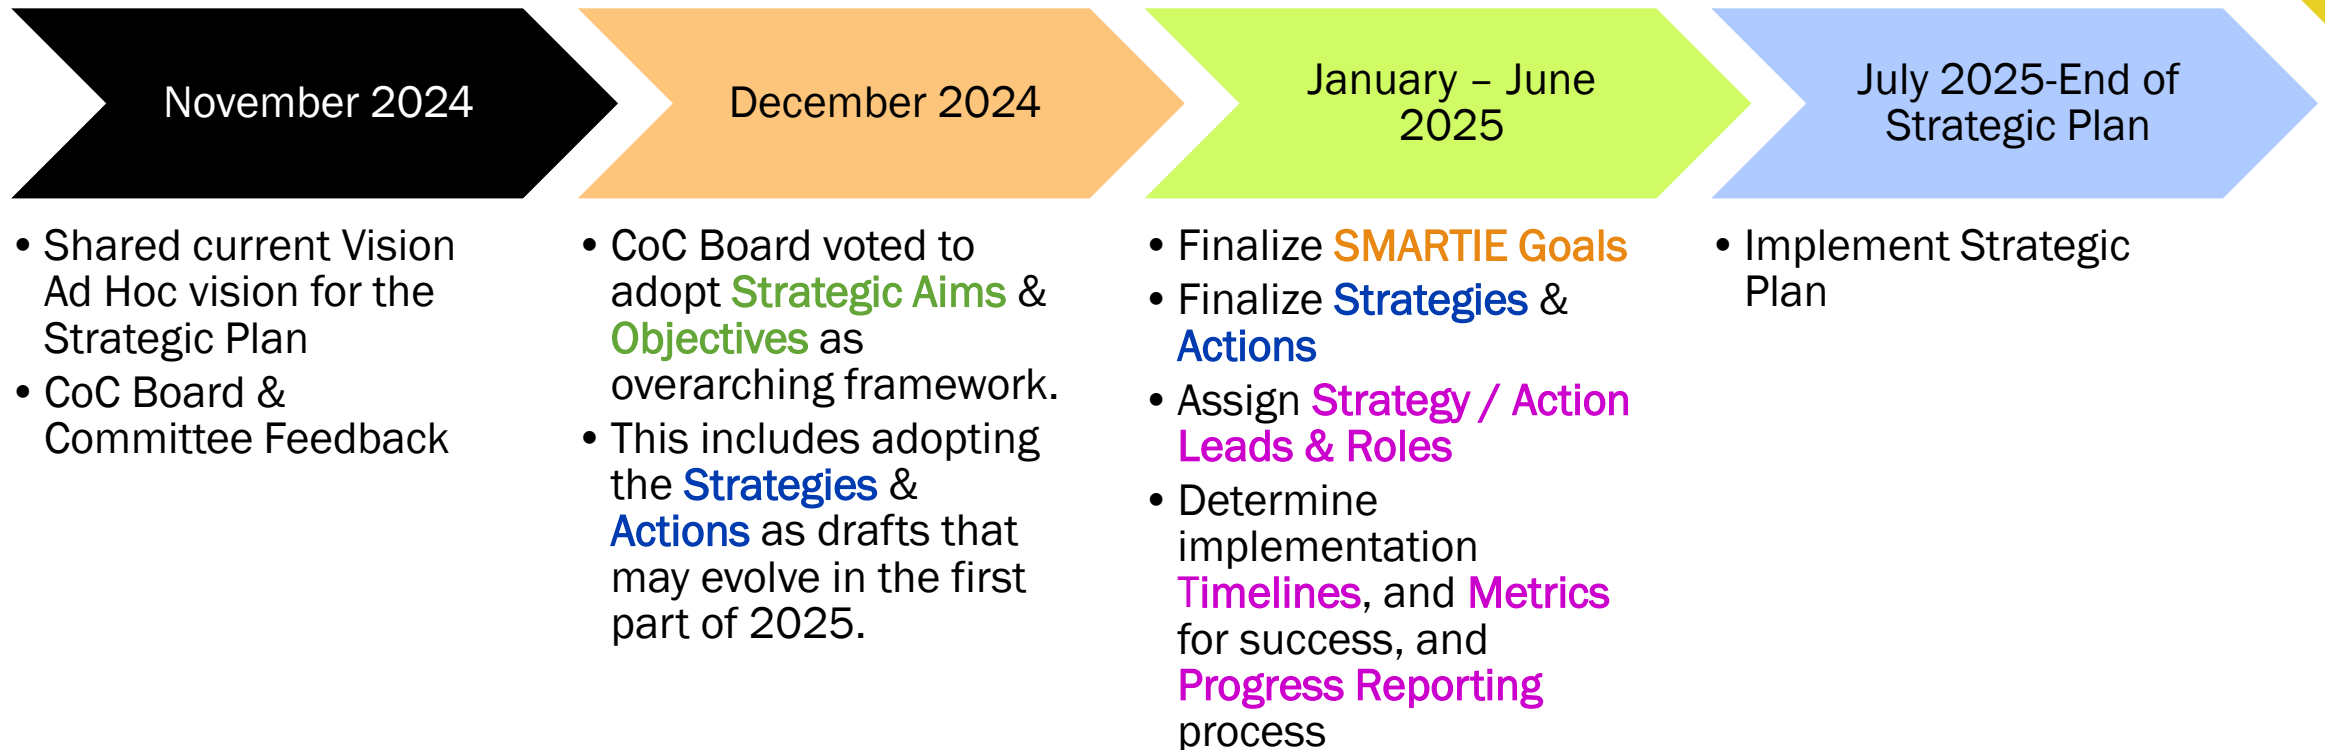 November 2024
• Shared current Vision
Ad Hoc vision for the
Strategic Plan
• CoC Board &
Committee Feedback
December 2024
• CoC Board voted to
adopt Strategic Aims &
Objectives as
overarching framework.
• This includes adopting
the Strategies &
Actions as drafts that
may evolve in the first
part of 2025.
January – June
2025
• Finalize SMARTIE Goals
• Finalize Strategies &
Actions
• Assign Strategy / Action
Leads & Roles
• Determine
implementation
Timelines, and Metrics
for success, and
Progress Reporting
process
July 2025-End of
Strategic Plan
• Implement Strategic
Plan